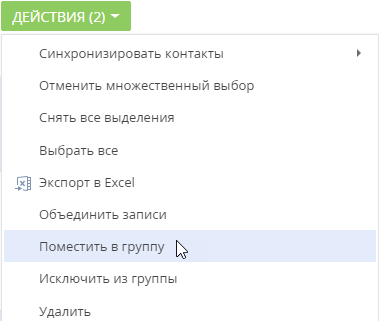 ДЕЙСТВИЯ (2)
Синхронизировать контакты
Отменить множественный выбор
Снять все выделения
Выбрать все
Экспорт в Excel
Объединить записи
Поместить в группу
Исключить из группы
Удалить